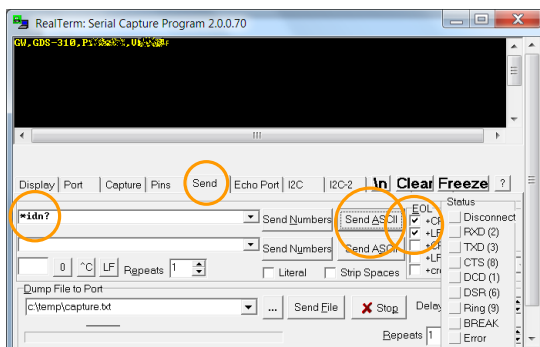 RealTerm: Serial Capture Program 2.0.0.70
GW,GDS-310,
Display Port Capture Pins Send Echo Port I2C I2C-2 \n Clear Freeze ?
*idn?
Send Numbers Send ASCII
EOL
+CR
+LF
Send Numbers Send ASCII
+CR
+LF
0 ^C LF Repeats 1
Literal Strip Spaces
Dump File to Port
c:\temp\capture.txt
... Send File X Stop Delay
Repeats 1
Status
Disconnect
RXD (2)
TXD (3)
CTS (8)
DCD (1)
DSR (6)
Ring (9)
BREAK
Error